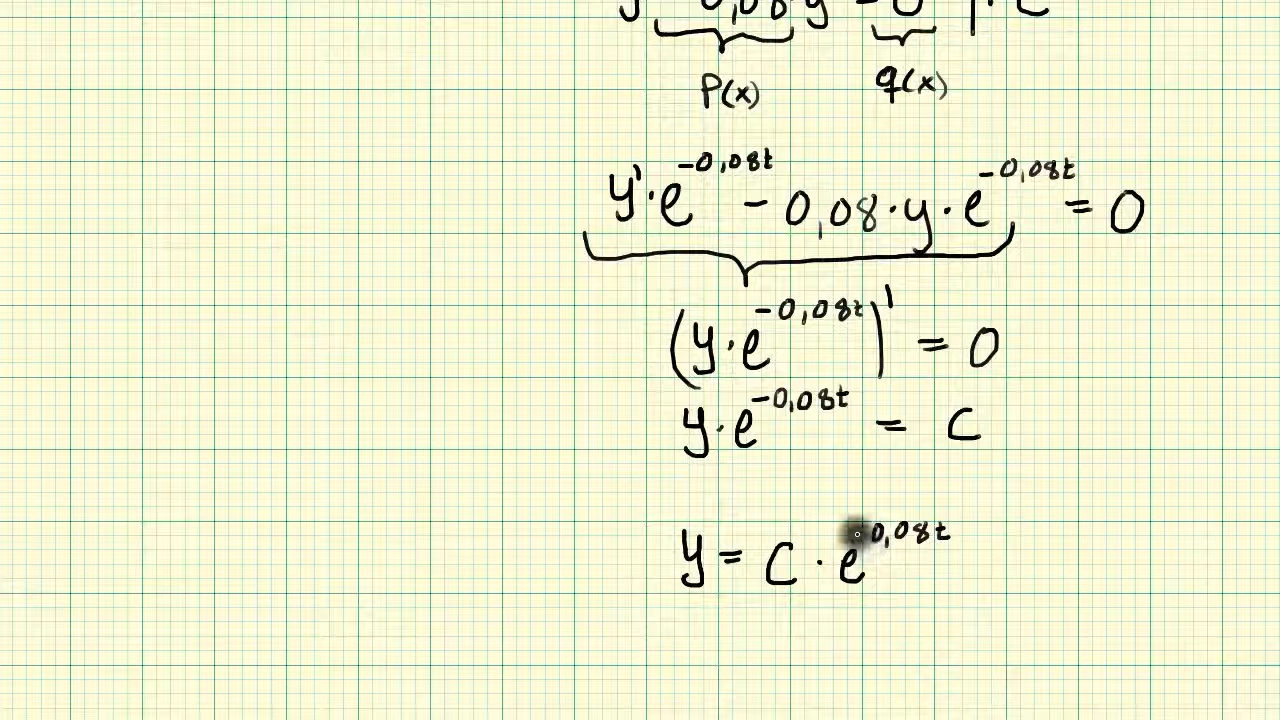 p(x) q(x)
y'·e^-0,08t - 0,08·y·e^-0,08t = 0
(y·e^-0,08t)' = 0
y·e^-0,08t = C
y = C·e^0,08t